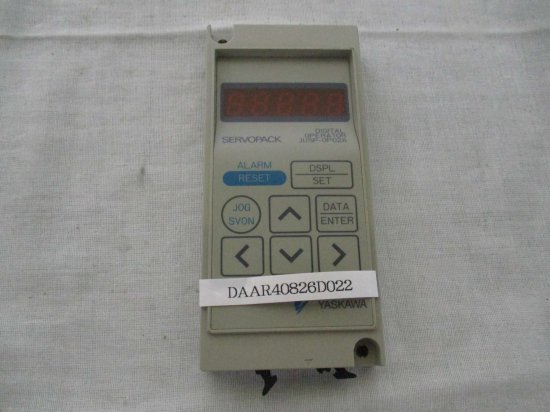 SERVOPACK
DIGITAL
OPERATOR
JUSP-OP02A
ALARM
RESET
DSPL
SET
JOG
SVON
DATA
ENTER
DAAR40826D022
YASKAWA